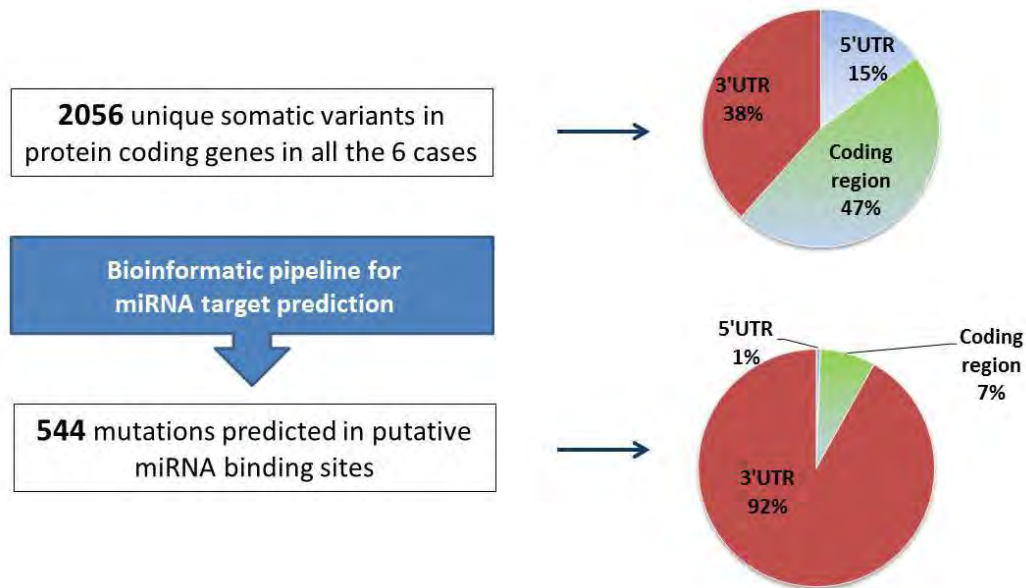 2056 unique somatic variants in
protein coding genes in all the 6 cases
5'UTR
15%
3'UTR
38%
Coding
region
47%
Bioinformatic pipeline for
miRNA target prediction
544 mutations predicted in putative
miRNA binding sites
5'UTR
1%
Coding
region
7%
3'UTR
92%